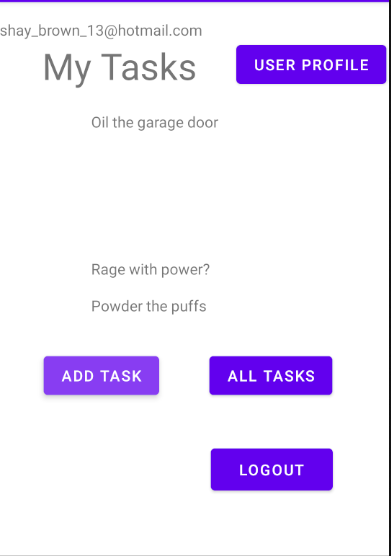 shay_brown_13@hotmail.com
My Tasks
USER PROFILE
Oil the garage door
Rage with power?
Powder the puffs
ADD TASK
ALL TASKS
LOGOUT